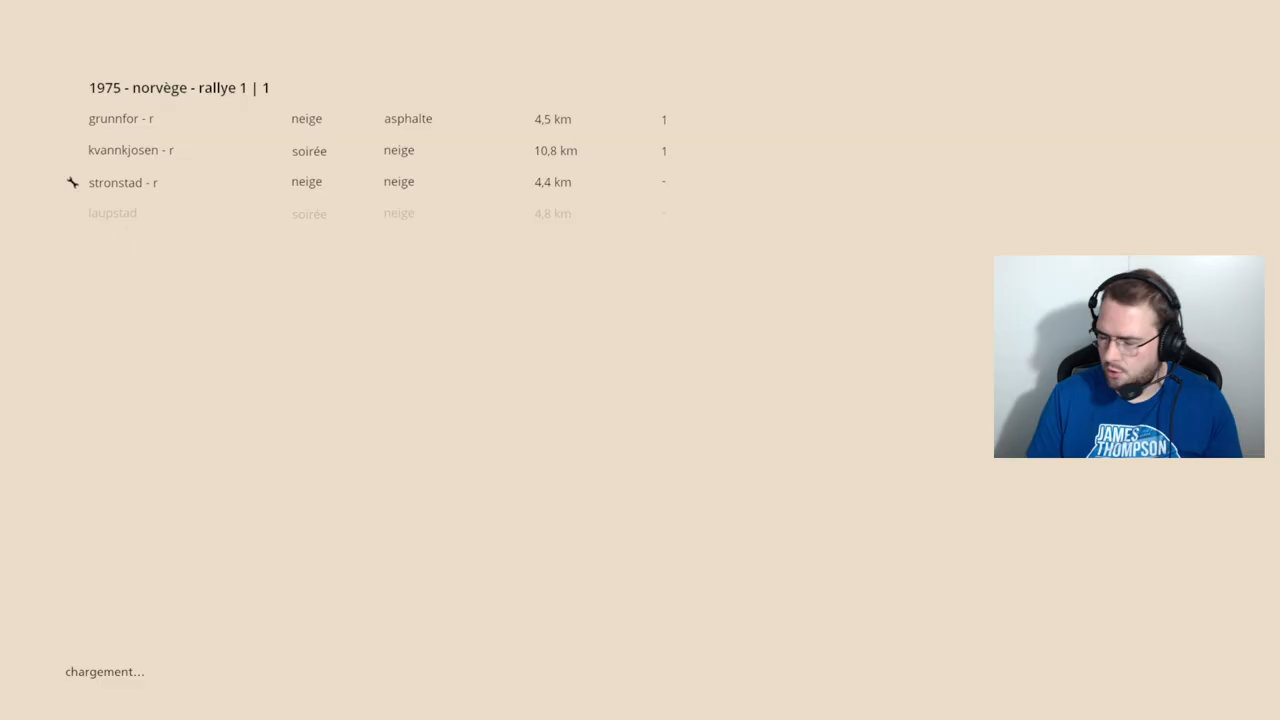 1975 - norvège - rallye 1 | 1
grunnfor - r neige asphalte 4,5 km 1
kvannkjosen - r soirée neige 10,8 km 1
stronstad - r neige neige 4,4 km -
laupstad soirée neige 4,8 km -
JAMES
THOMPSON
chargement...